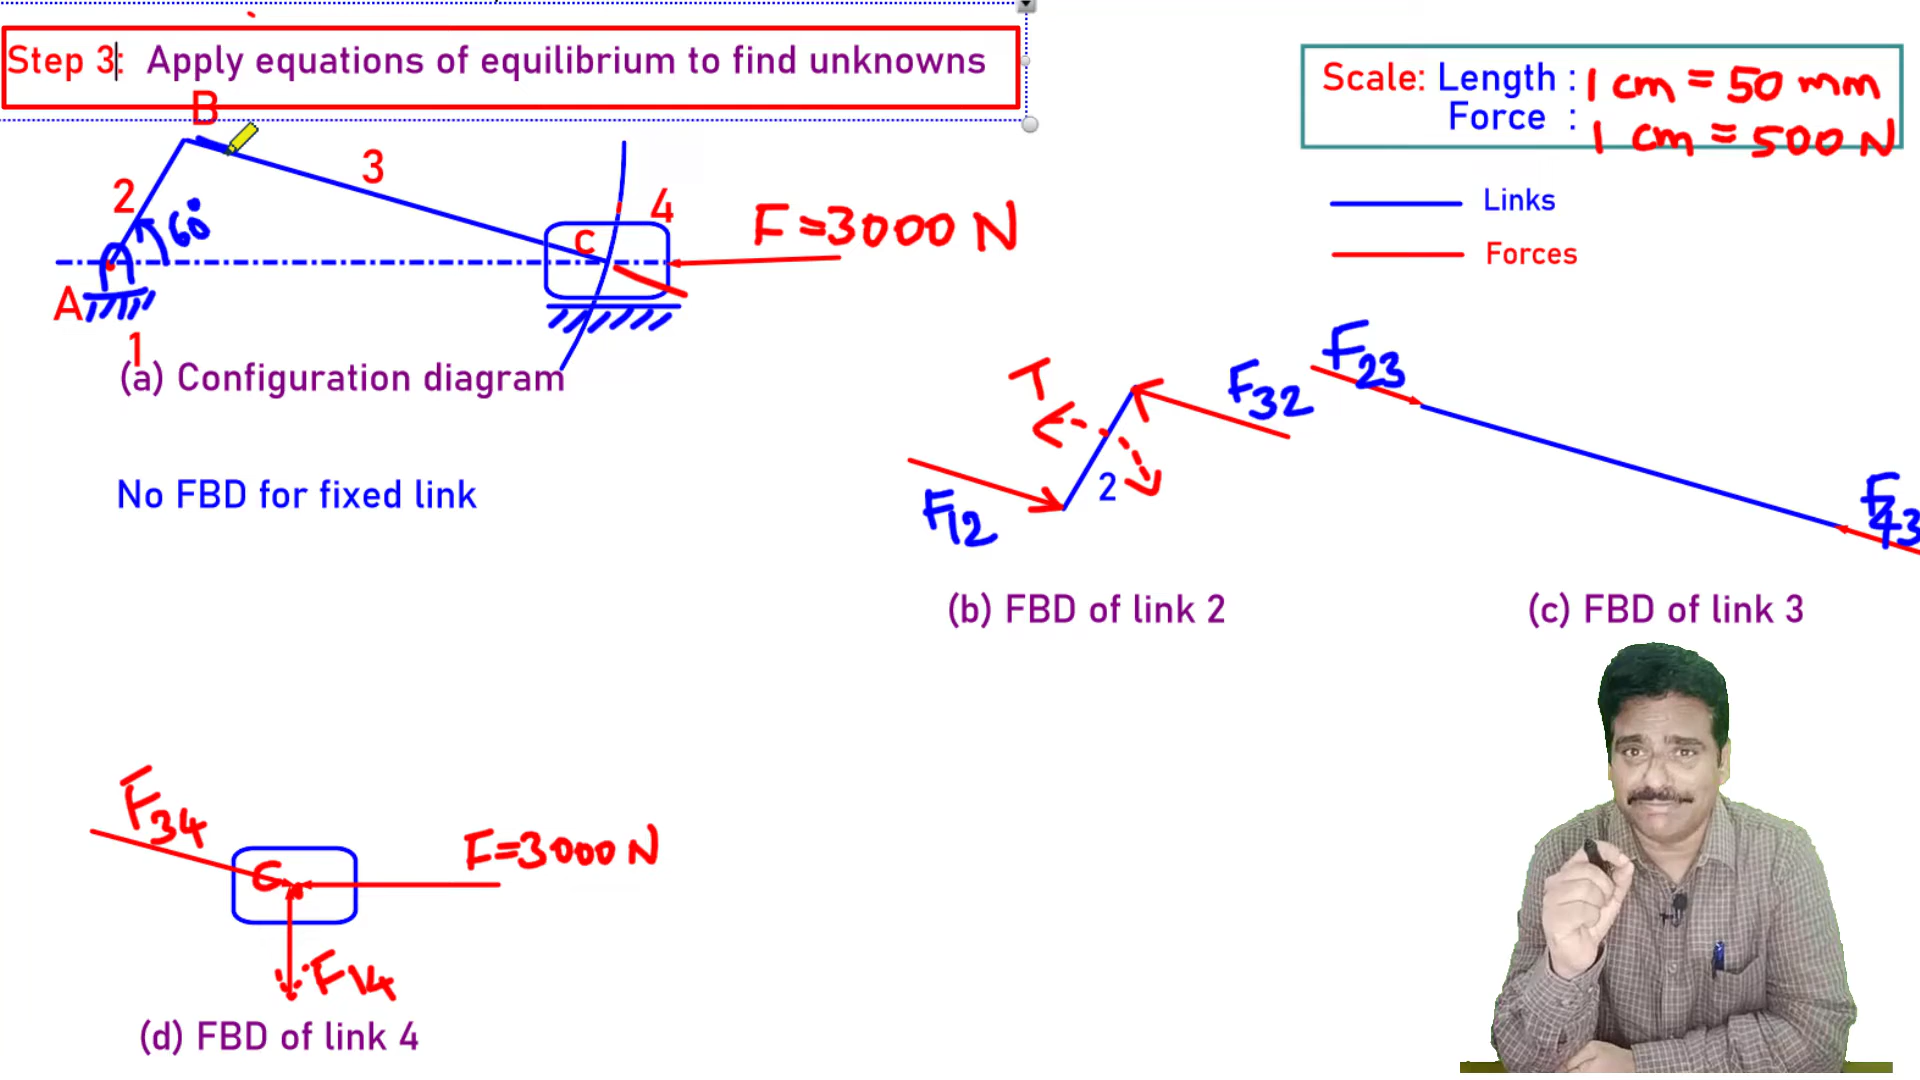 Step 3: Apply equations of equilibrium to find unknowns
Scale: Length : 1 cm = 50 mm
Force : 1 cm = 500 N
Links
Forces
B
2
3
60°
4
C
F = 3000 N
A
1
(a) Configuration diagram
No FBD for fixed link
T
F32
2
F12
(b) FBD of link 2
F23
F43
(c) FBD of link 3
F34
C
F=3000 N
F14
(d) FBD of link 4